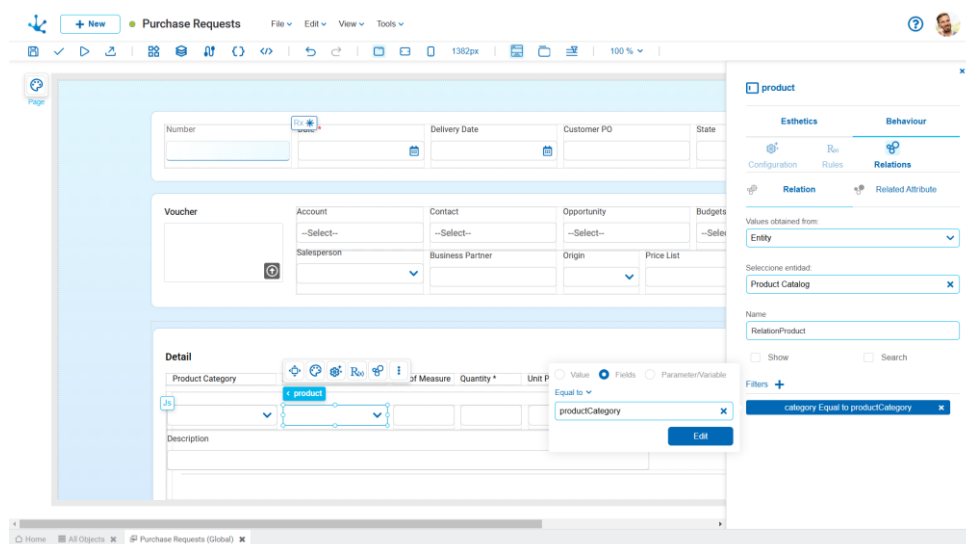 + New
Purchase Requests
File
Edit
View
Tools
1382px
100 %
Page
Number
Rx
Delivery Date
Customer PO
State
Voucher
Account
Contact
Opportunity
Budgets
--Select--
--Select--
--Select--
Salesperson
Business Partner
Origin
Price List
Detail
Product Category
of Measure
Quantity *
Unit P
product
Js
Description
Value
Fields
Parameter/Variable
Equal to
productCategory
Edit
product
Esthetics
Behaviour
Configuration
Rules
Relations
Relation
Related Attribute
Values obtained from:
Entity
Seleccione entidad:
Product Catalog
Name
RelationProduct
Show
Search
Filters +
category Equal to productCategory
Home
All Objects
Purchase Requests (Global)